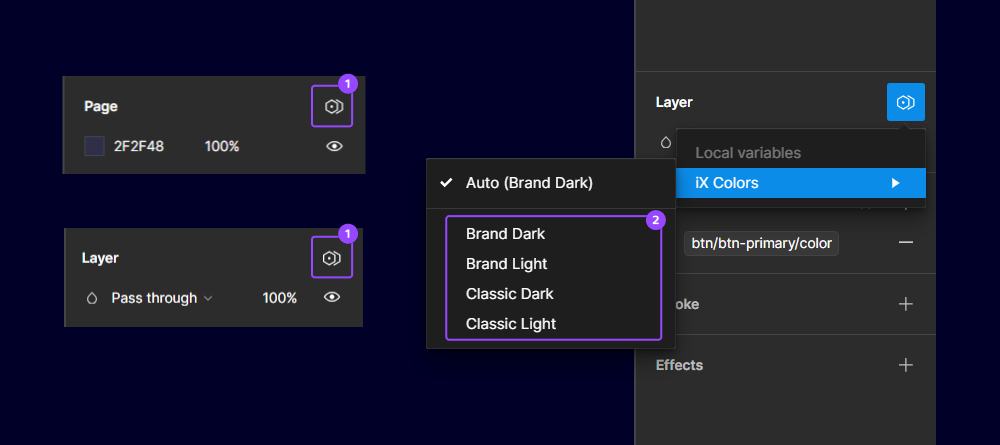 1
Page
2F2F48 100%
1
Layer
Pass through 100%
Auto (Brand Dark)
2
Brand Dark
Brand Light
Classic Dark
Classic Light
Layer
Local variables
iX Colors
btn/btn-primary/color
oke
Effects